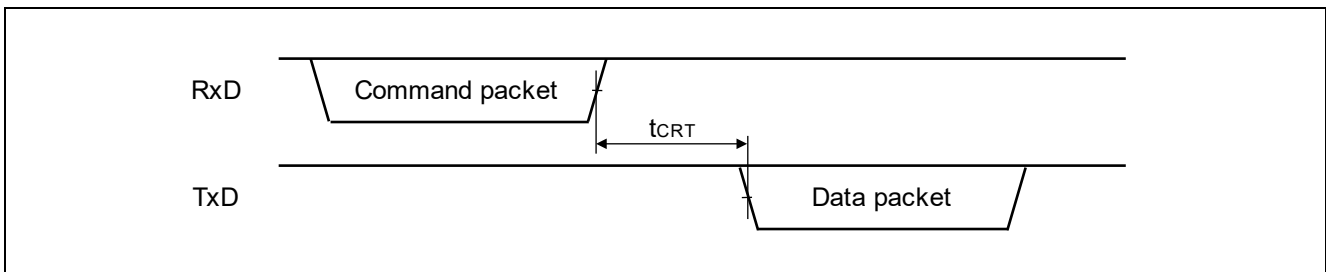 RxD
Command packet
tCRT
TxD
Data packet